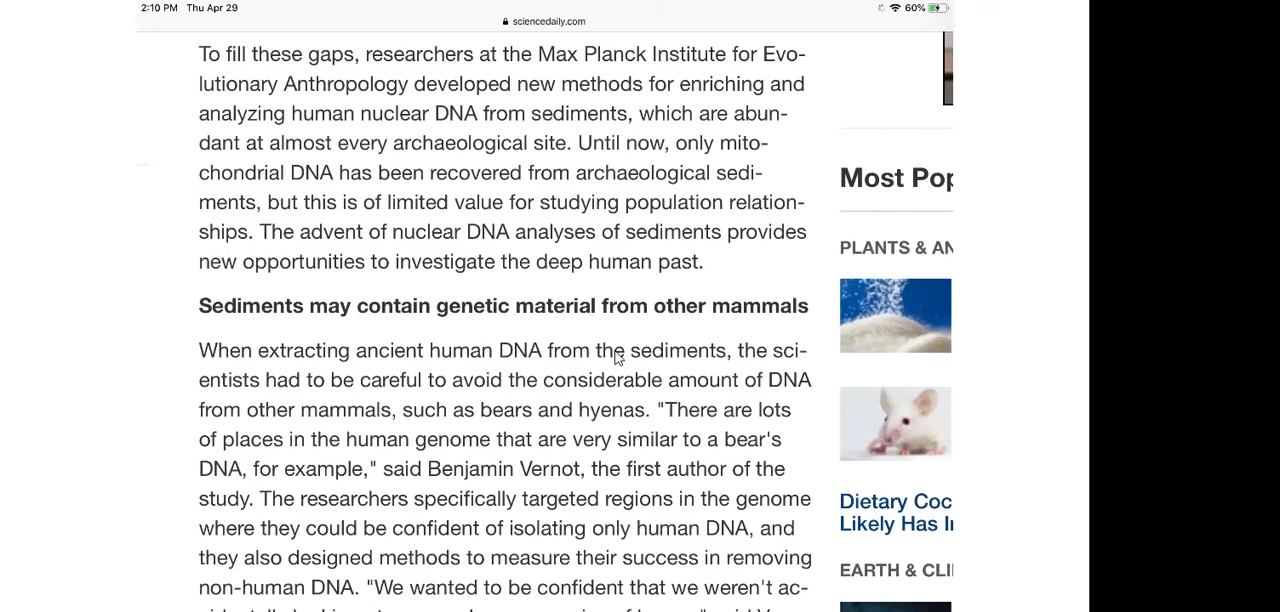 2:10 PM Thu Apr 29
60%
sciencedaily.com
To fill these gaps, researchers at the Max Planck Institute for Evo-
lutionary Anthropology developed new methods for enriching and
analyzing human nuclear DNA from sediments, which are abun-
dant at almost every archaeological site. Until now, only mito-
chondrial DNA has been recovered from archaeological sedi-
ments, but this is of limited value for studying population relation-
ships. The advent of nuclear DNA analyses of sediments provides
new opportunities to investigate the deep human past.
Sediments may contain genetic material from other mammals
When extracting ancient human DNA from the sediments, the sci-
entists had to be careful to avoid the considerable amount of DNA
from other mammals, such as bears and hyenas. "There are lots
of places in the human genome that are very similar to a bear's
DNA, for example," said Benjamin Vernot, the first author of the
study. The researchers specifically targeted regions in the genome
where they could be confident of isolating only human DNA, and
they also designed methods to measure their success in removing
non-human DNA. "We wanted to be confident that we weren't ac-
Most Pop
PLANTS & AN
Dietary Coc
Likely Has I
EARTH & CLI